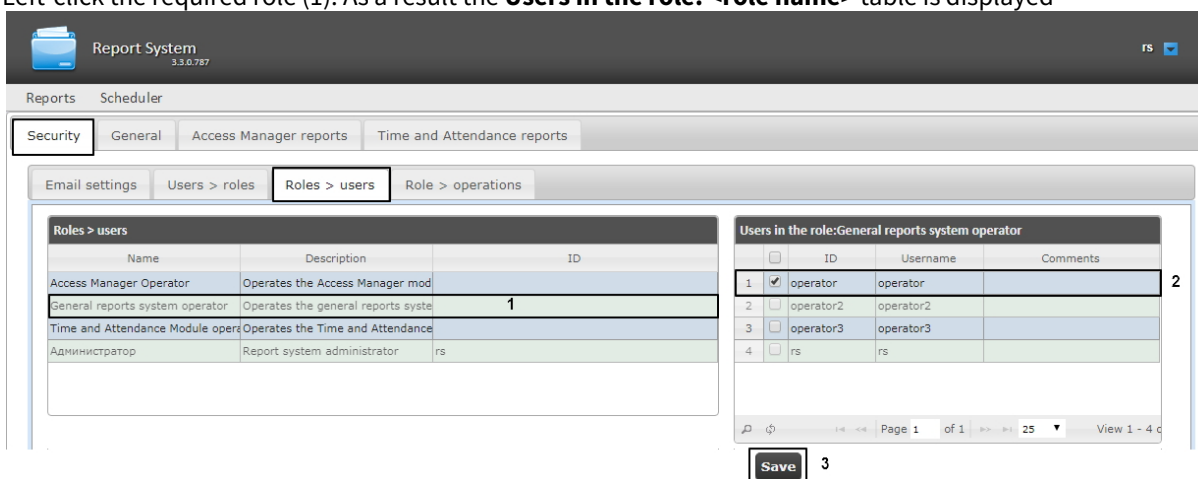 Left-click the required role (1). As a result the Users in the role: <role name> table is displayed
Report System
3.3.0.787
rs
Reports Scheduler
Security General Access Manager reports Time and Attendance reports
Email settings Users > roles Roles > users Role > operations
Roles > users
Name Description ID
Access Manager Operator Operates the Access Manager mod
General reports system operator Operates the general reports syste 1
Time and Attendance Module opera Operates the Time and Attendance
Администратор Report system administrator rs
Users in the role:General reports system operator
ID Username Comments
1 operator operator 2
2 operator2 operator2
3 operator3 operator3
4 rs rs
Page 1 of 1 25 View 1 - 4 o
Save 3